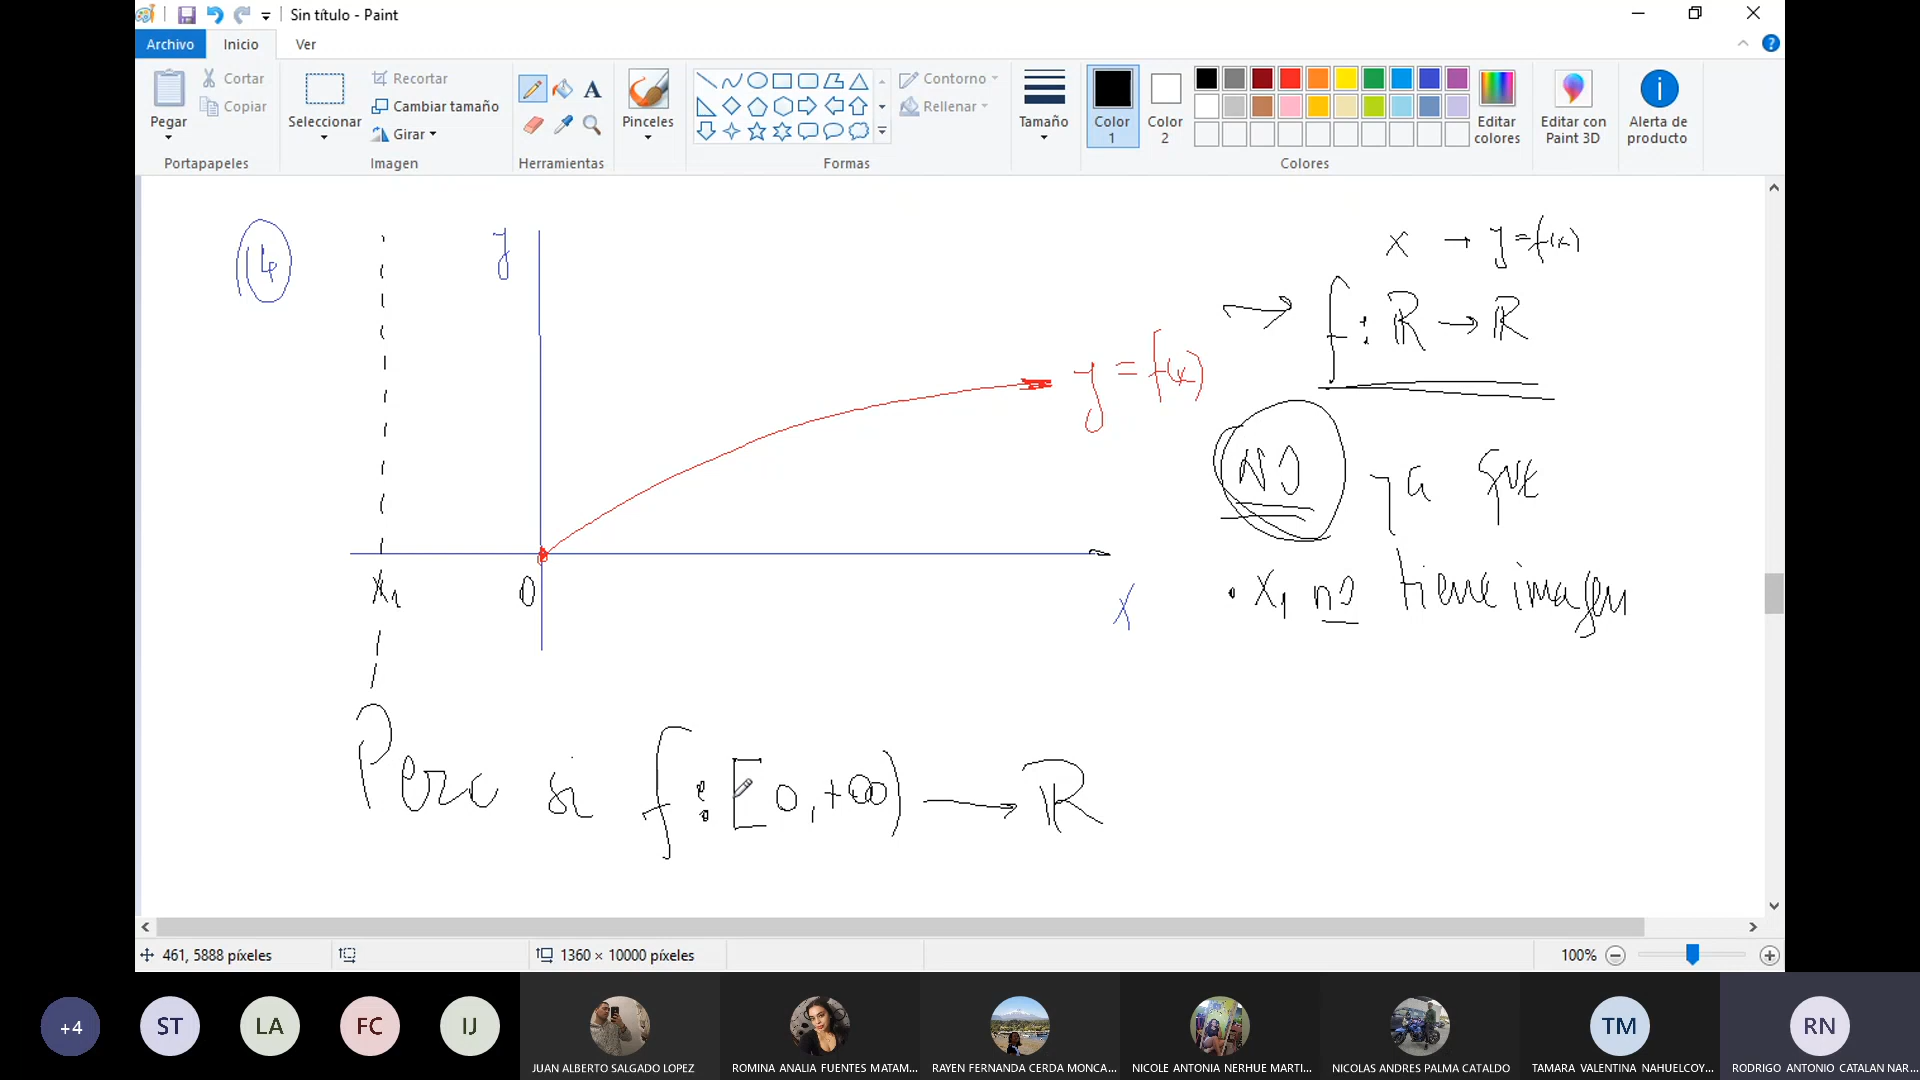 Sin título - Paint
Archivo Inicio Ver
Pegar
Cortar
Copiar
Portapapeles
Seleccionar
Recortar
Cambiar tamaño
Girar
Imagen
A
Herramientas
Pinceles
Contorno
Rellenar
Formas
Tamaño
Color 1
Color 2
Editar colores
Colores
Editar con Paint 3D
Alerta de producto
14
y
x → y = f(x)
f : ℝ → ℝ
y = f(x)
NO ya que
x₁ 0 x
• x₁ no tiene imagen
Pero si f : [0, +∞) → ℝ
461, 5888 píxeles
1360 × 10000 píxeles
100%
+4 ST LA FC IJ TM RN
JUAN ALBERTO SALGADO LOPEZ
ROMINA ANALIA FUENTES MATAM...
RAYEN FERNANDA CERDA MONCA...
NICOLE ANTONIA NERHUE MARTI...
NICOLAS ANDRES PALMA CATALDO
TAMARA VALENTINA NAHUELCOY...
RODRIGO ANTONIO CATALAN NAR...